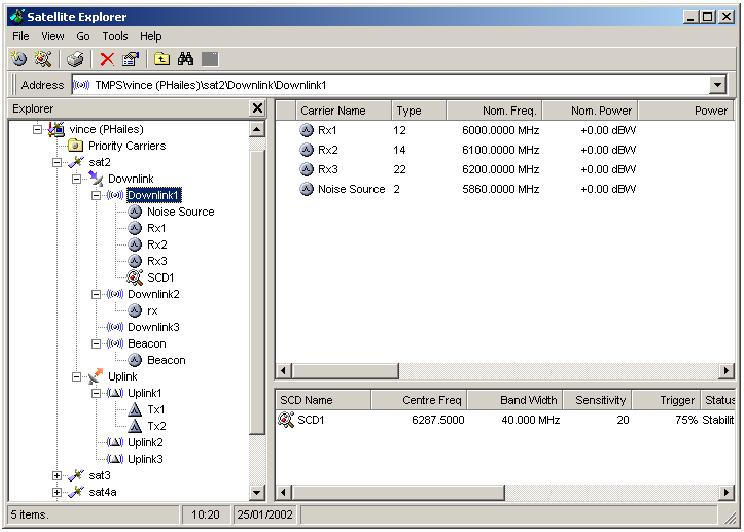 Satellite Explorer
File View Go Tools Help
Address TMPS\vince (PHailes)\sat2\Downlink\Downlink1
Explorer
vince (PHailes)
Priority Carriers
sat2
Downlink
Downlink1
Noise Source
Rx1
Rx2
Rx3
SCD1
Downlink2
rx
Downlink3
Beacon
Beacon
Uplink
Uplink1
Tx1
Tx2
Uplink2
Uplink3
sat3
sat4a
Carrier Name Type Nom. Freq. Nom. Power Power
Rx1 12 6000.0000 MHz +0.00 dBW
Rx2 14 6100.0000 MHz +0.00 dBW
Rx3 22 6200.0000 MHz +0.00 dBW
Noise Source 2 5860.0000 MHz +0.00 dBW
SCD Name Centre Freq Band Width Sensitivity Trigger Status
SCD1 6287.5000 40.000 MHz 20 75% Stabilit
5 items. 10:20 25/01/2002